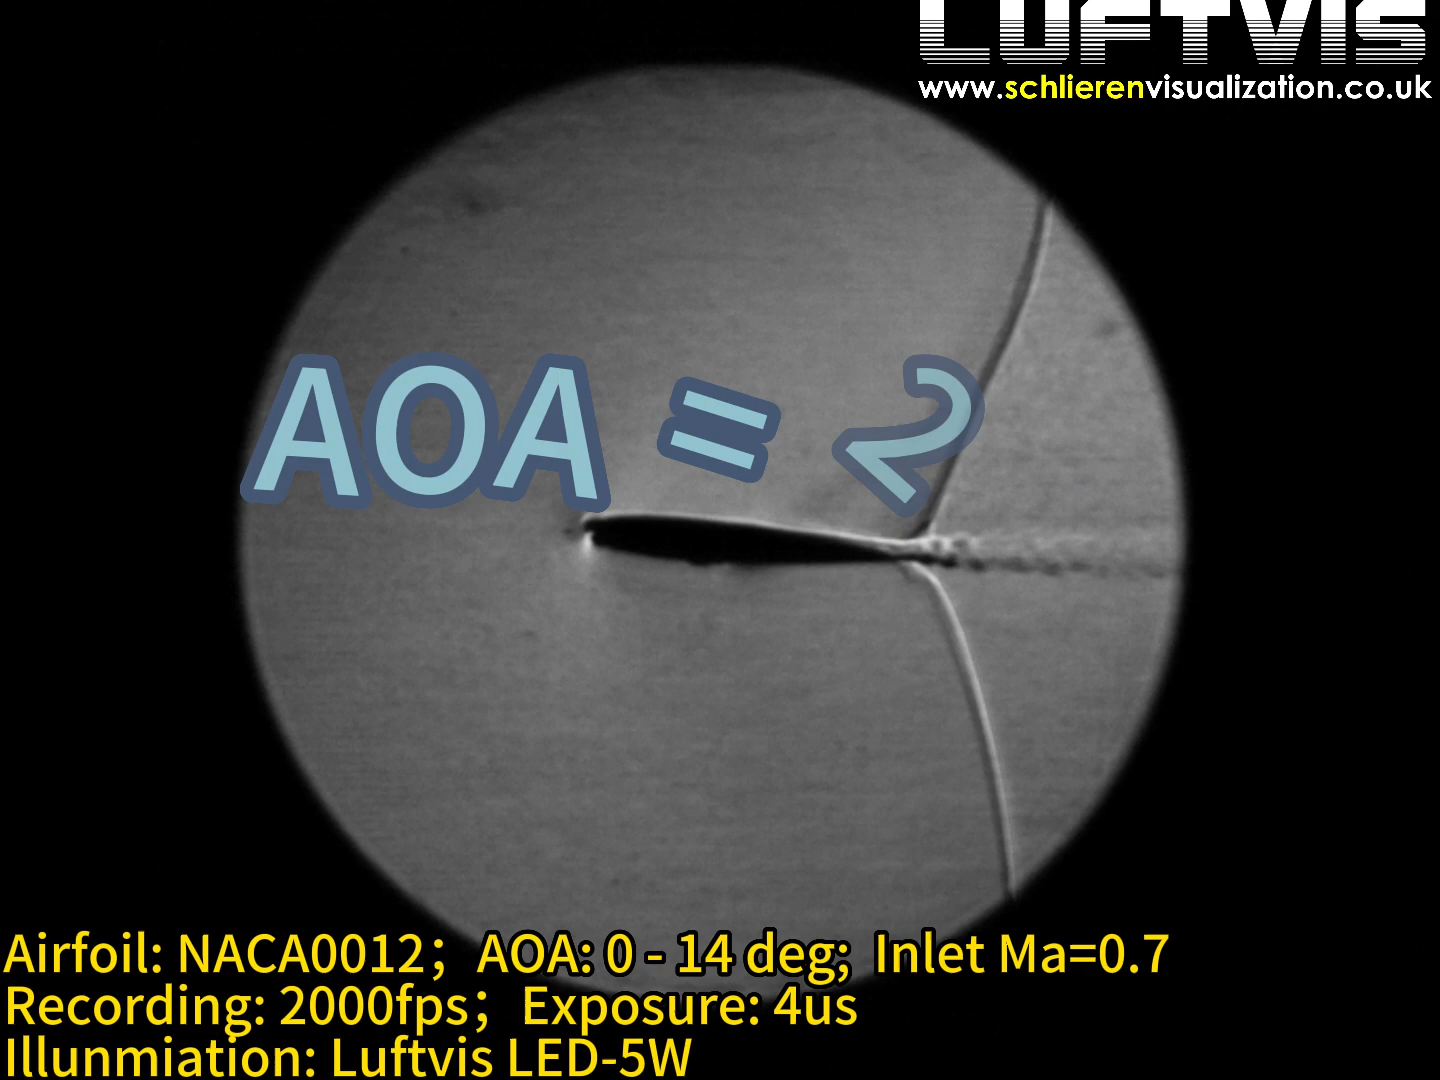 LUFTVIS
www.schlierenvisualization.co.uk
AOA = 2
Airfoil: NACA0012；AOA: 0 - 14 deg; Inlet Ma=0.7
Recording: 2000fps；Exposure: 4us
Illunmiation: Luftvis LED-5W